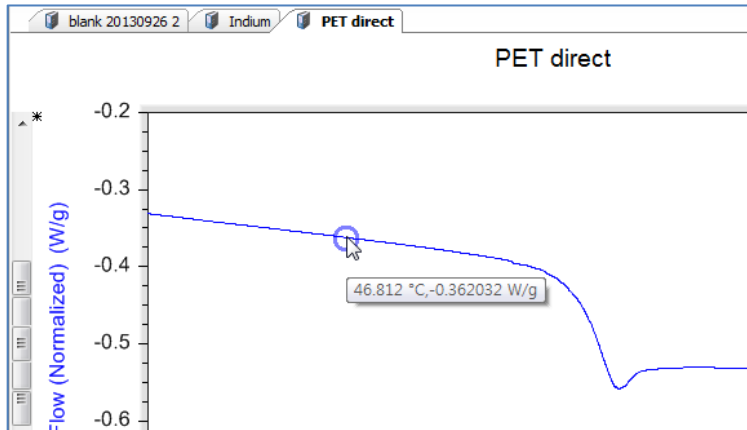 blank 20130926 2 Indium PET direct
PET direct
*
-0.2
-0.3
-0.4
-0.5
-0.6
Flow (Normalized) (W/g)
46.812 °C,-0.362032 W/g